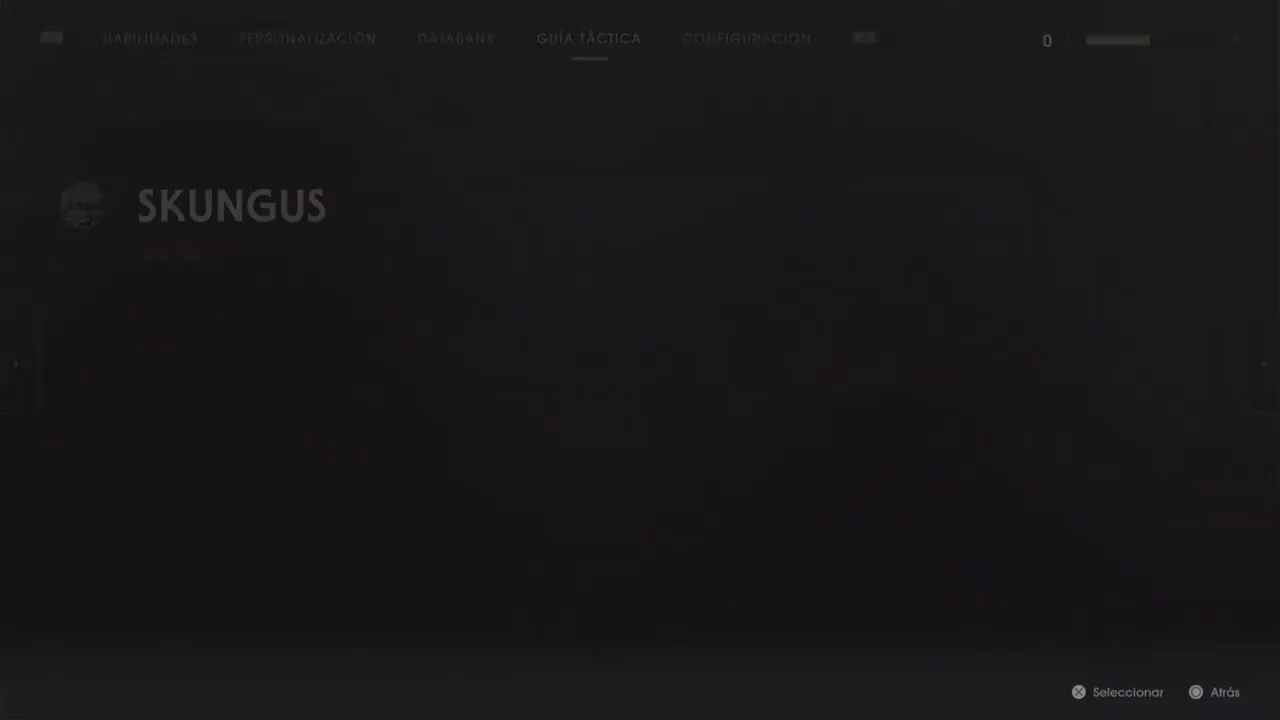 HABILIDADES PERSONALIZACIÓN DATABANK GUÍA TÁCTICA CONFIGURACIÓN 0
SKUNGUS
Seleccionar Atrás